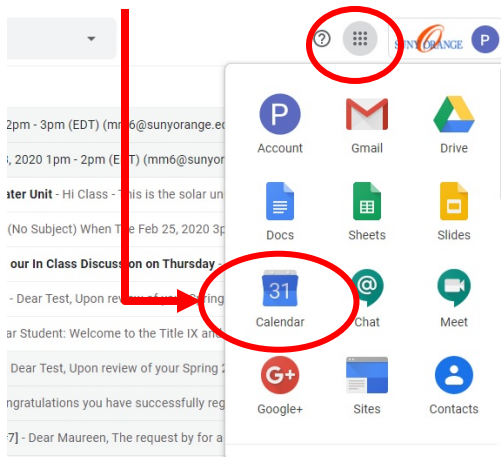 SUNY ORANGE P
2pm - 3pm (EDT) (mm6@sunyorange.ed
, 2020 1pm - 2pm (EDT) (mm6@sunyor
ater Unit - Hi Class - This is the solar un
(No Subject) When Tue Feb 25, 2020 3p
our In Class Discussion on Thursday -
- Dear Test, Upon review of your Spring
ar Student: Welcome to the Title IX and
Dear Test, Upon review of your Spring 2
ngratulations you have successfully reg
7] - Dear Maureen, The request by for a
P
Account Gmail Drive
Docs Sheets Slides
31
Calendar Chat Meet
G+
Google+ Sites Contacts